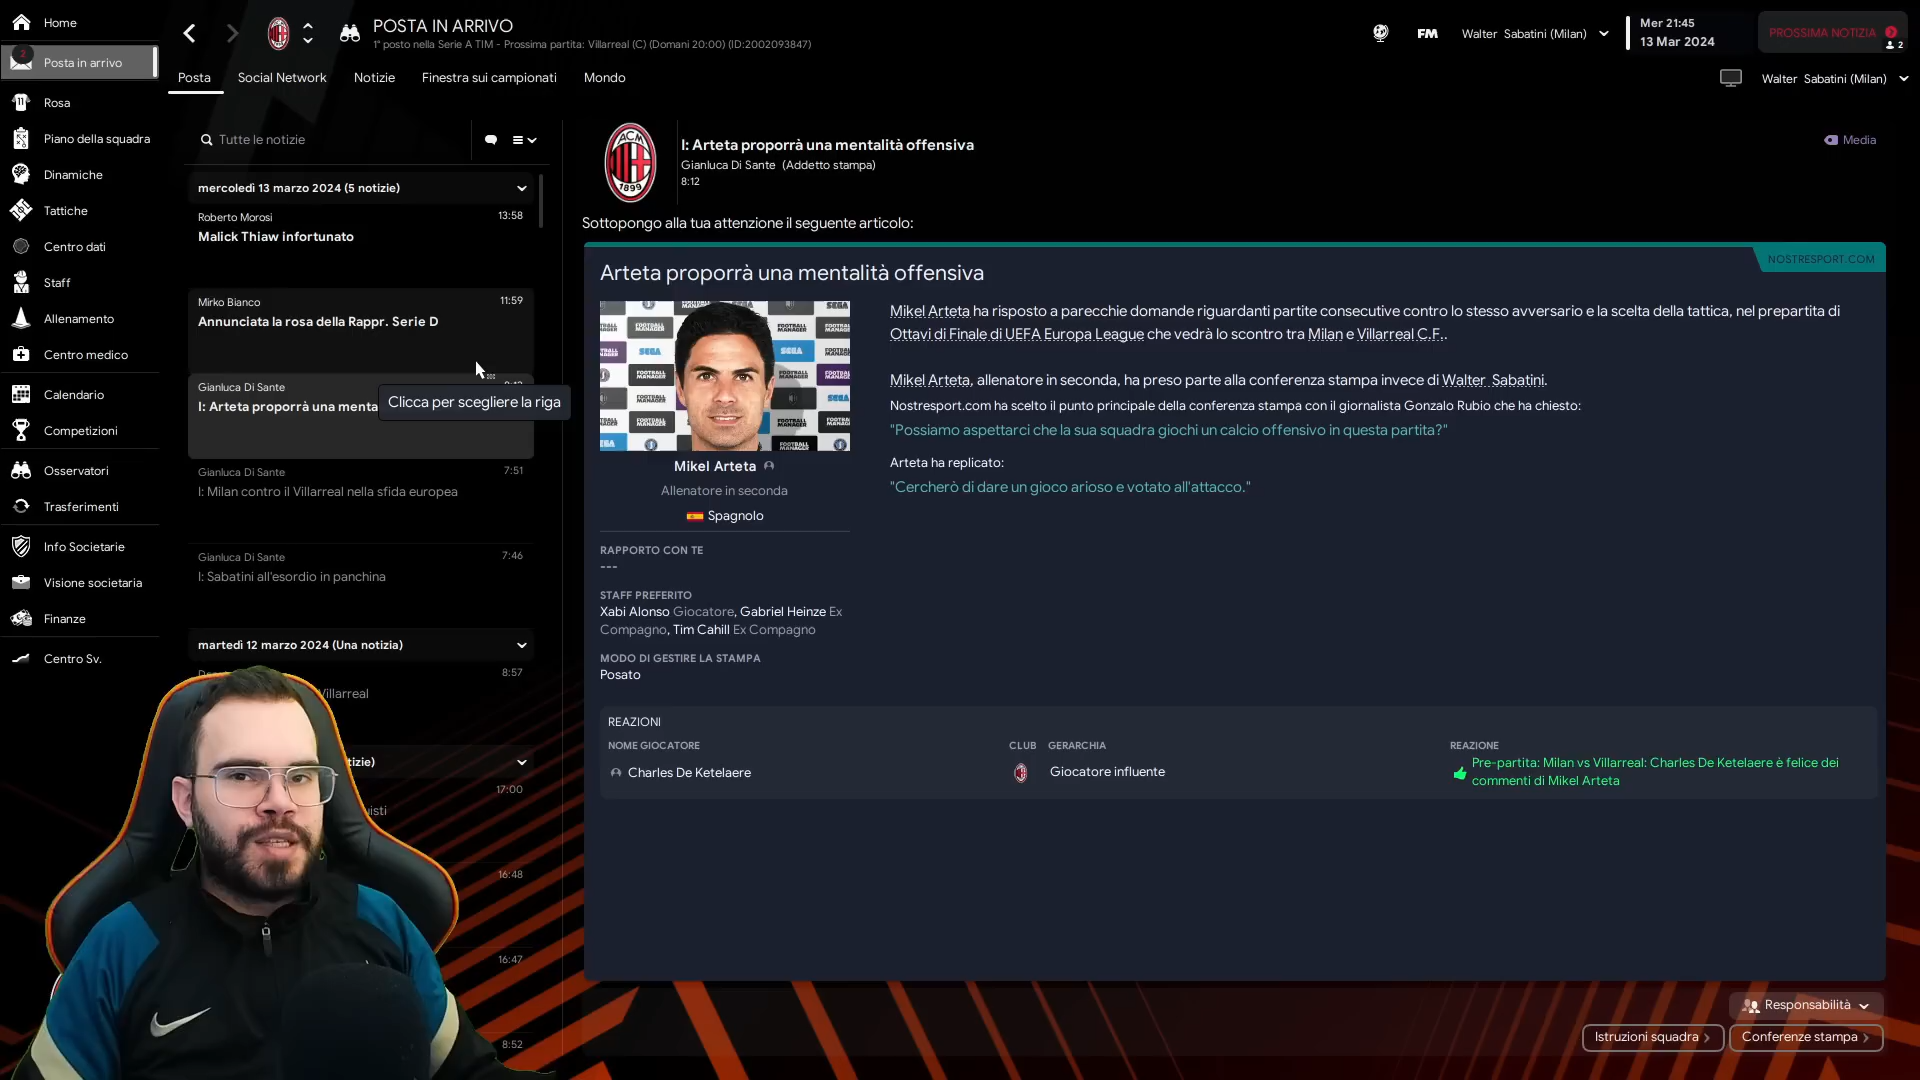 Home
2
Posta in arrivo
Rosa
Piano della squadra
Dinamiche
Tattiche
Centro dati
Staff
Allenamento
Centro medico
Calendario
Competizioni
Osservatori
Trasferimenti
Info Societarie
Visione societaria
Finanze
Centro Sv.
POSTA IN ARRIVO
1° posto nella Serie A TIM - Prossima partita: Villarreal (C) (Domani 20:00) (ID:2002093847)
FM
Walter Sabatini (Milan)
Mer 21:45
13 Mar 2024
PROSSIMA NOTIZIA
2
Posta
Social Network
Notizie
Finestra sui campionati
Mondo
Walter Sabatini (Milan)
Tutte le notizie
mercoledì 13 marzo 2024 (5 notizie)
Roberto Morosi
13:58
Malick Thiaw infortunato
Mirko Bianco
11:59
Annunciata la rosa della Rappr. Serie D
Gianluca Di Sante
I: Arteta proporrà una menta
Clicca per scegliere la riga
Gianluca Di Sante
7:51
I: Milan contro il Villarreal nella sfida europea
Gianluca Di Sante
7:46
I: Sabatini all'esordio in panchina
martedì 12 marzo 2024 (Una notizia)
8:57
Villarreal
tizie)
17:00
uisti
16:48
16:47
8:52
ACM
1899
I: Arteta proporrà una mentalità offensiva
Gianluca Di Sante (Addetto stampa)
8:12
Media
Sottopongo alla tua attenzione il seguente articolo:
NOSTRESPORT.COM
Arteta proporrà una mentalità offensiva
SEGA
FOOTBALL MANAGER
Mikel Arteta
Allenatore in seconda
Spagnolo
RAPPORTO CON TE
---
STAFF PREFERITO
Xabi Alonso Giocatore, Gabriel Heinze Ex
Compagno, Tim Cahill Ex Compagno
MODO DI GESTIRE LA STAMPA
Posato
Mikel Arteta ha risposto a parecchie domande riguardanti partite consecutive contro lo stesso avversario e la scelta della tattica, nel prepartita di
Ottavi di Finale di UEFA Europa League che vedrà lo scontro tra Milan e Villarreal C.F..
Mikel Arteta, allenatore in seconda, ha preso parte alla conferenza stampa invece di Walter Sabatini.
Nostresport.com ha scelto il punto principale della conferenza stampa con il giornalista Gonzalo Rubio che ha chiesto:
"Possiamo aspettarci che la sua squadra giochi un calcio offensivo in questa partita?"
Arteta ha replicato:
"Cercherò di dare un gioco arioso e votato all'attacco."
REAZIONI
NOME GIOCATORE
CLUB
GERARCHIA
REAZIONE
Charles De Ketelaere
Giocatore influente
Pre-partita: Milan vs Villarreal: Charles De Ketelaere è felice dei
commenti di Mikel Arteta
Responsabilità
Istruzioni squadra
Conferenze stampa